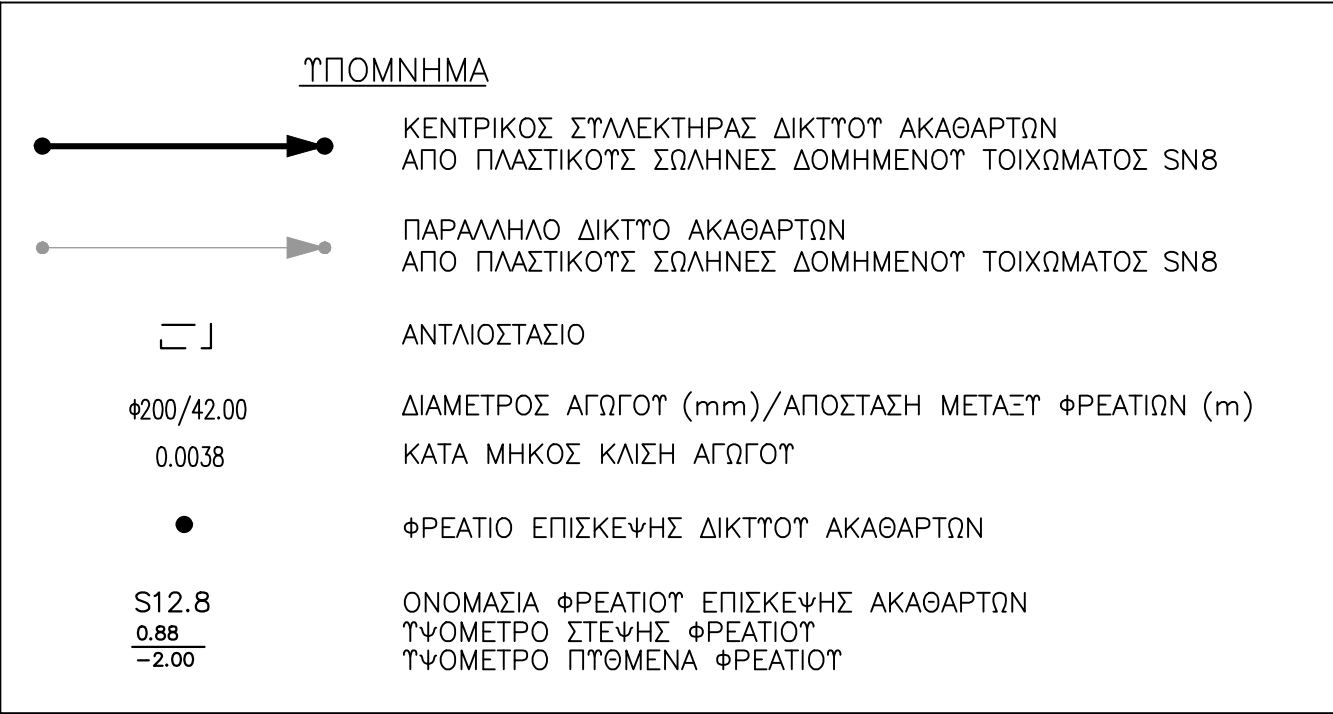 ΥΠΟΜΝΗΜΑ
ΚΕΝΤΡΙΚΟΣ ΣΥΛΛΕΚΤΗΡΑΣ ΔΙΚΤΥΟΥ ΑΚΑΘΑΡΤΩΝ
ΑΠΟ ΠΛΑΣΤΙΚΟΥΣ ΣΩΛΗΝΕΣ ΔΟΜΗΜΕΝΟΥ ΤΟΙΧΩΜΑΤΟΣ SN8
ΠΑΡΑΛΛΗΛΟ ΔΙΚΤΥΟ ΑΚΑΘΑΡΤΩΝ
ΑΠΟ ΠΛΑΣΤΙΚΟΥΣ ΣΩΛΗΝΕΣ ΔΟΜΗΜΕΝΟΥ ΤΟΙΧΩΜΑΤΟΣ SN8
ΑΝΤΛΙΟΣΤΑΣΙΟ
Φ200/42.00 ΔΙΑΜΕΤΡΟΣ ΑΓΩΓΟΥ (mm)/ΑΠΟΣΤΑΣΗ ΜΕΤΑΞΥ ΦΡΕΑΤΙΩΝ (m)
0.0038 ΚΑΤΑ ΜΗΚΟΣ ΚΛΙΣΗ ΑΓΩΓΟΥ
ΦΡΕΑΤΙΟ ΕΠΙΣΚΕΨΗΣ ΔΙΚΤΥΟΥ ΑΚΑΘΑΡΤΩΝ
S12.8 ΟΝΟΜΑΣΙΑ ΦΡΕΑΤΙΟΥ ΕΠΙΣΚΕΨΗΣ ΑΚΑΘΑΡΤΩΝ
0.88 ΥΨΟΜΕΤΡΟ ΣΤΕΨΗΣ ΦΡΕΑΤΙΟΥ
-2.00 ΥΨΟΜΕΤΡΟ ΠΥΘΜΕΝΑ ΦΡΕΑΤΙΟΥ